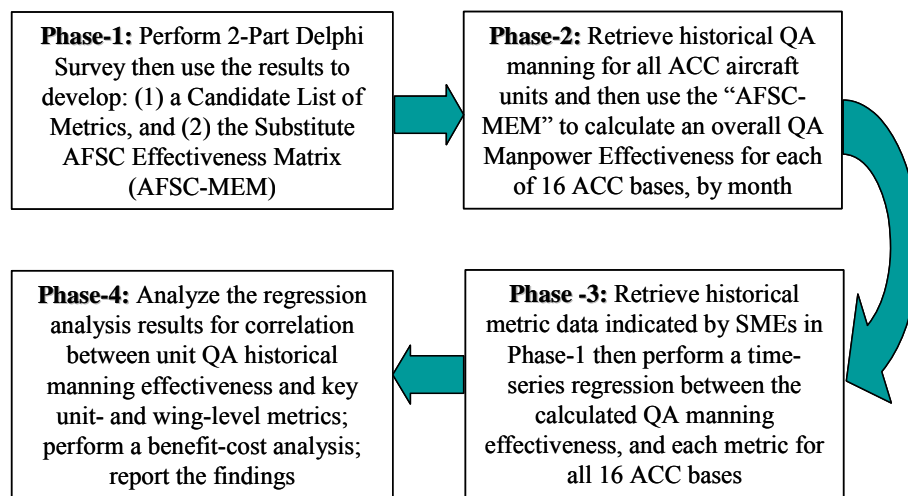 Phase-1: Perform 2-Part Delphi
Survey then use the results to
develop: (1) a Candidate List of
Metrics, and (2) the Substitute
AFSC Effectiveness Matrix
(AFSC-MEM)
Phase-2: Retrieve historical QA
manning for all ACC aircraft
units and then use the “AFSC-
MEM” to calculate an overall QA
Manpower Effectiveness for each
of 16 ACC bases, by month
Phase -3: Retrieve historical
metric data indicated by SMEs in
Phase-1 then perform a time-
series regression between the
calculated QA manning
effectiveness, and each metric for
all 16 ACC bases
Phase-4: Analyze the regression
analysis results for correlation
between unit QA historical
manning effectiveness and key
unit- and wing-level metrics;
perform a benefit-cost analysis;
report the findings